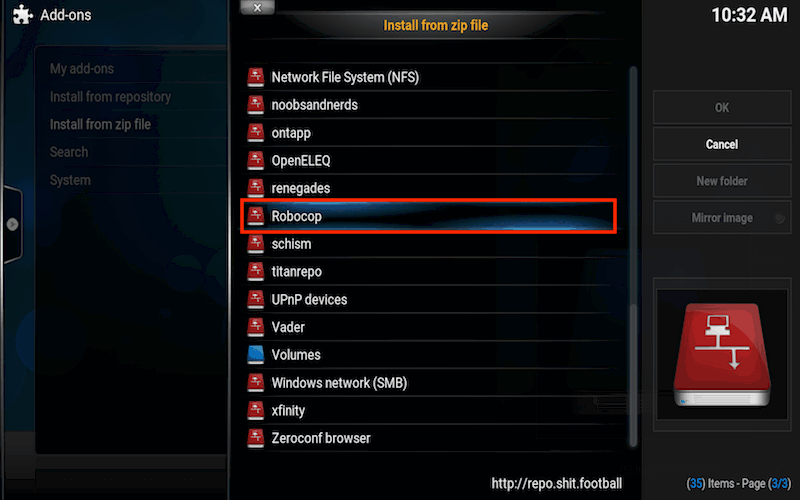 Add-ons
x
Install from zip file
10:32 AM
My add-ons
Install from repository
Install from zip file
Search
System
Network File System (NFS)
noobsandnerds
ontapp
OpenELEQ
renegades
Robocop
schism
titanrepo
UPnP devices
Vader
Volumes
Windows network (SMB)
xfinity
Zeroconf browser
OK
Cancel
New folder
Mirror image
http://repo.shit.football
(35) Items - Page (3/3)